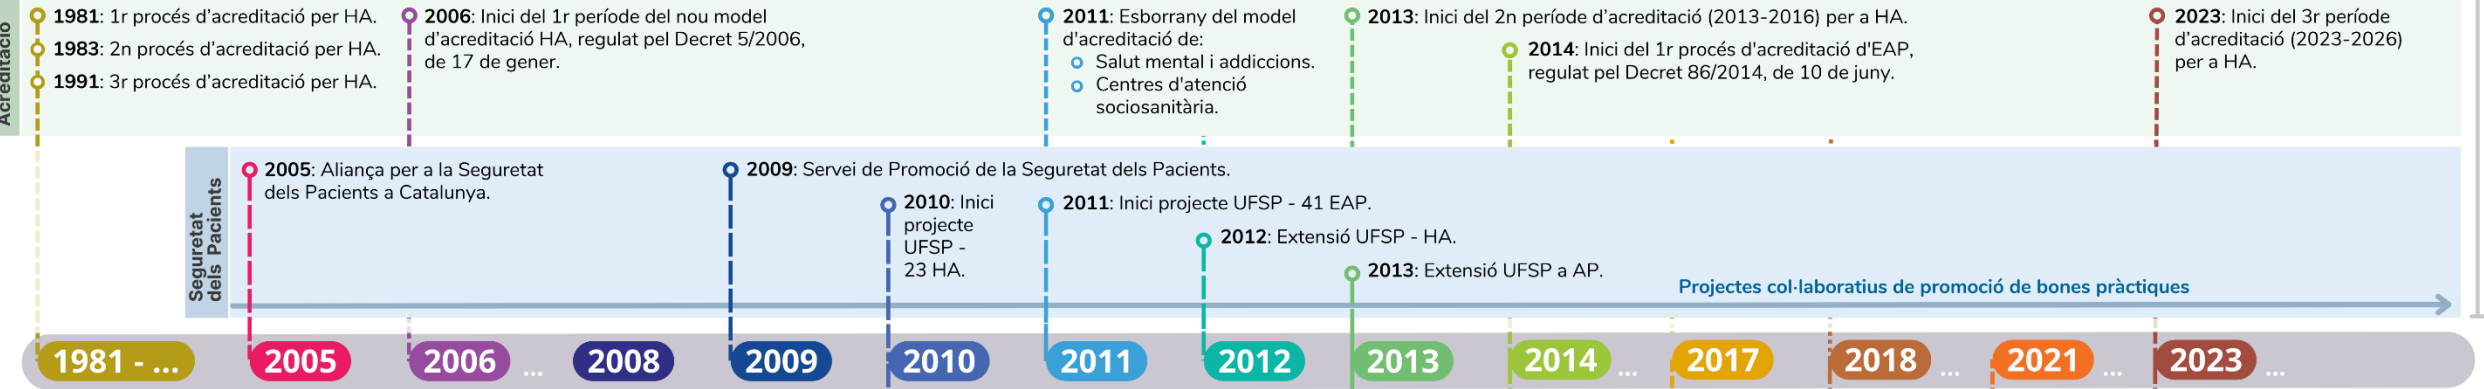 Acreditació
1981: 1r procés d’acreditació per HA.
1983: 2n procés d’acreditació per HA.
1991: 3r procés d’acreditació per HA.
2006: Inici del 1r període del nou model
d’acreditació HA, regulat pel Decret 5/2006,
de 17 de gener.
2011: Esborrany del model
d'acreditació de:
Salut mental i addiccions.
Centres d'atenció
sociosanitària.
2013: Inici del 2n període d’acreditació (2013-2016) per a HA.
2014: Inici del 1r procés d'acreditació d'EAP,
regulat pel Decret 86/2014, de 10 de juny.
2023: Inici del 3r període
d’acreditació (2023-2026)
per a HA.
Seguretat
dels Pacients
2005: Aliança per a la Seguretat
dels Pacients a Catalunya.
2009: Servei de Promoció de la Seguretat dels Pacients.
2010: Inici
projecte
UFSP -
23 HA.
2011: Inici projecte UFSP - 41 EAP.
2012: Extensió UFSP - HA.
2013: Extensió UFSP a AP.
Projectes col·laboratius de promoció de bones pràctiques
1981 - ...
2005
2006
...
2008
2009
2010
2011
2012
2013
2014
...
2017
2018
...
2021
...
2023
...